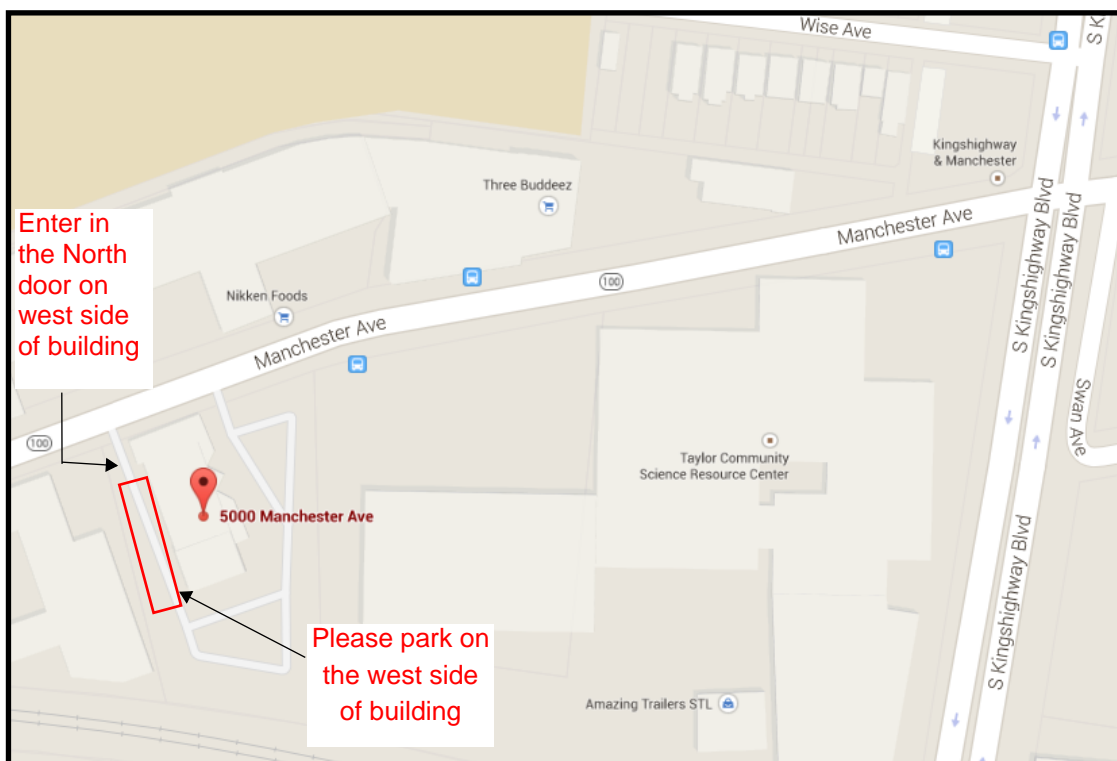 Wise Ave
S K
Kingshighway
& Manchester
Three Buddeez
S Kingshighway Blvd
S Kingshighway Blvd
Manchester Ave
Enter in
the North
door on
west side
of building
100
Nikken Foods
Manchester Ave
Swan Ave
100
Taylor Community
Science Resource Center
5000 Manchester Ave
S Kingshighway Blvd
Please park on
the west side
of building
S Kingshighway Blvd
Amazing Trailers STL